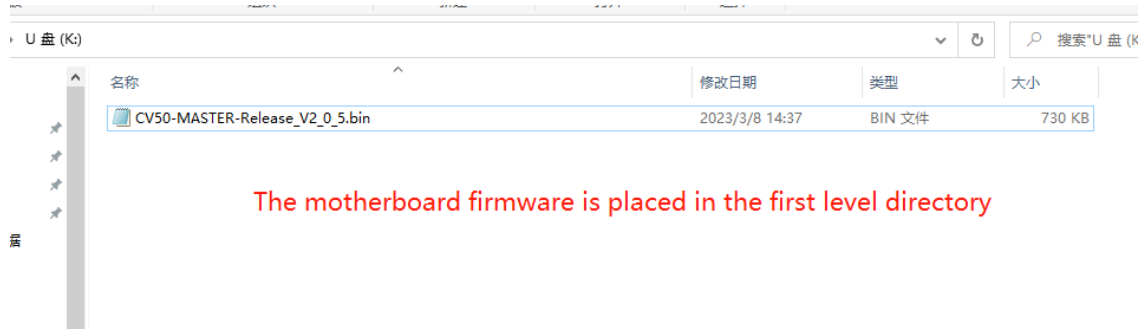 U 盘 (K:)
搜索"U 盘 (K
名称 修改日期 类型 大小
CV50-MASTER-Release_V2_0_5.bin 2023/3/8 14:37 BIN 文件 730 KB
The motherboard firmware is placed in the first level directory
据